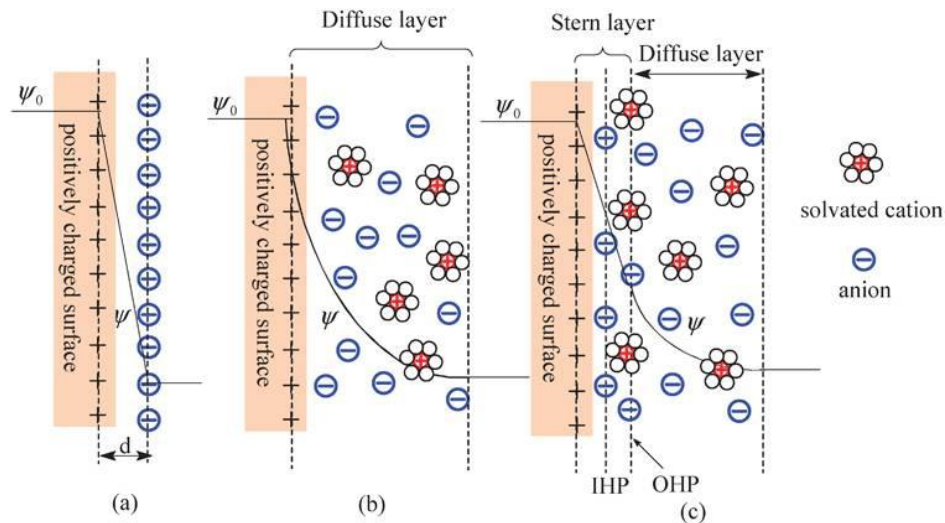 Diffuse layer
Stern layer
Diffuse layer
ψ₀
positively charged surface
ψ
d
(a)
ψ₀
positively charged surface
ψ
(b)
ψ₀
positively charged surface
ψ
IHP
OHP
(c)
solvated cation
anion